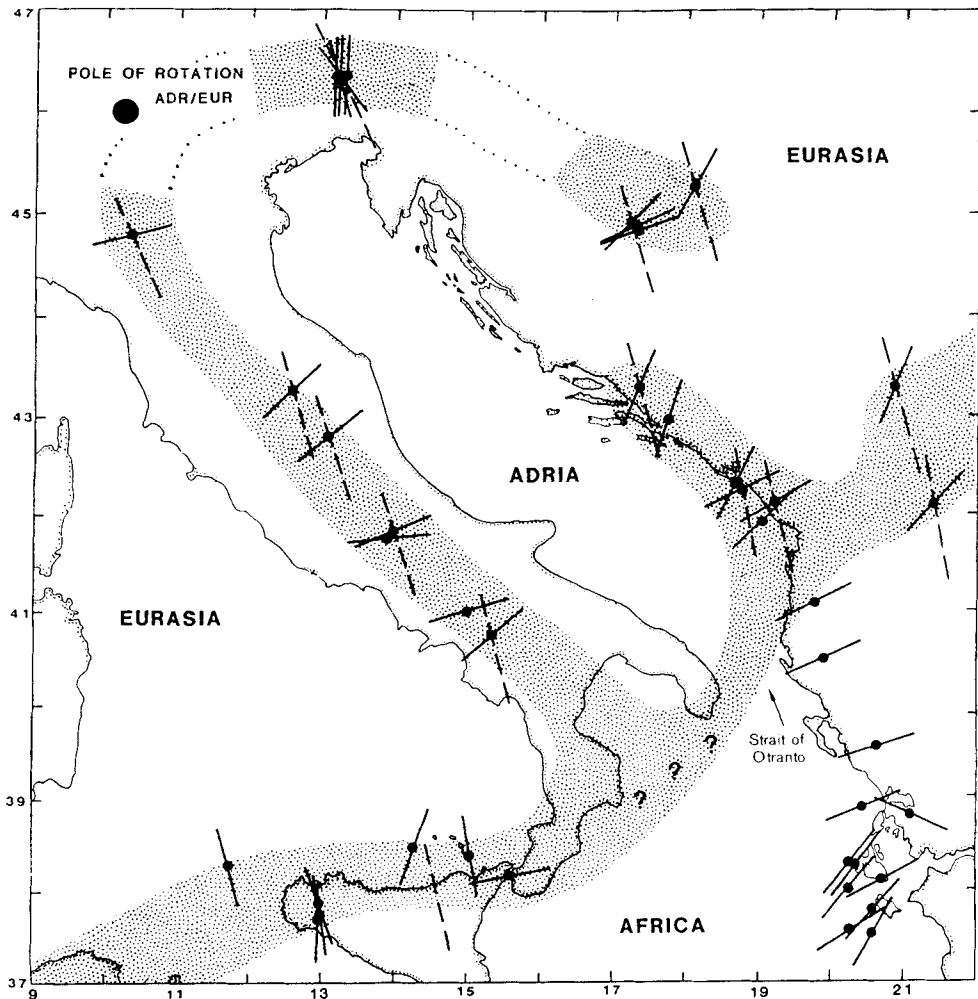 47
POLE OF ROTATION
ADR/EUR
EURASIA
45
43
ADRIA
41
EURASIA
Strait of
Otranto
?
?
?
39
AFRICA
37
9 11 13 15 17 19 21